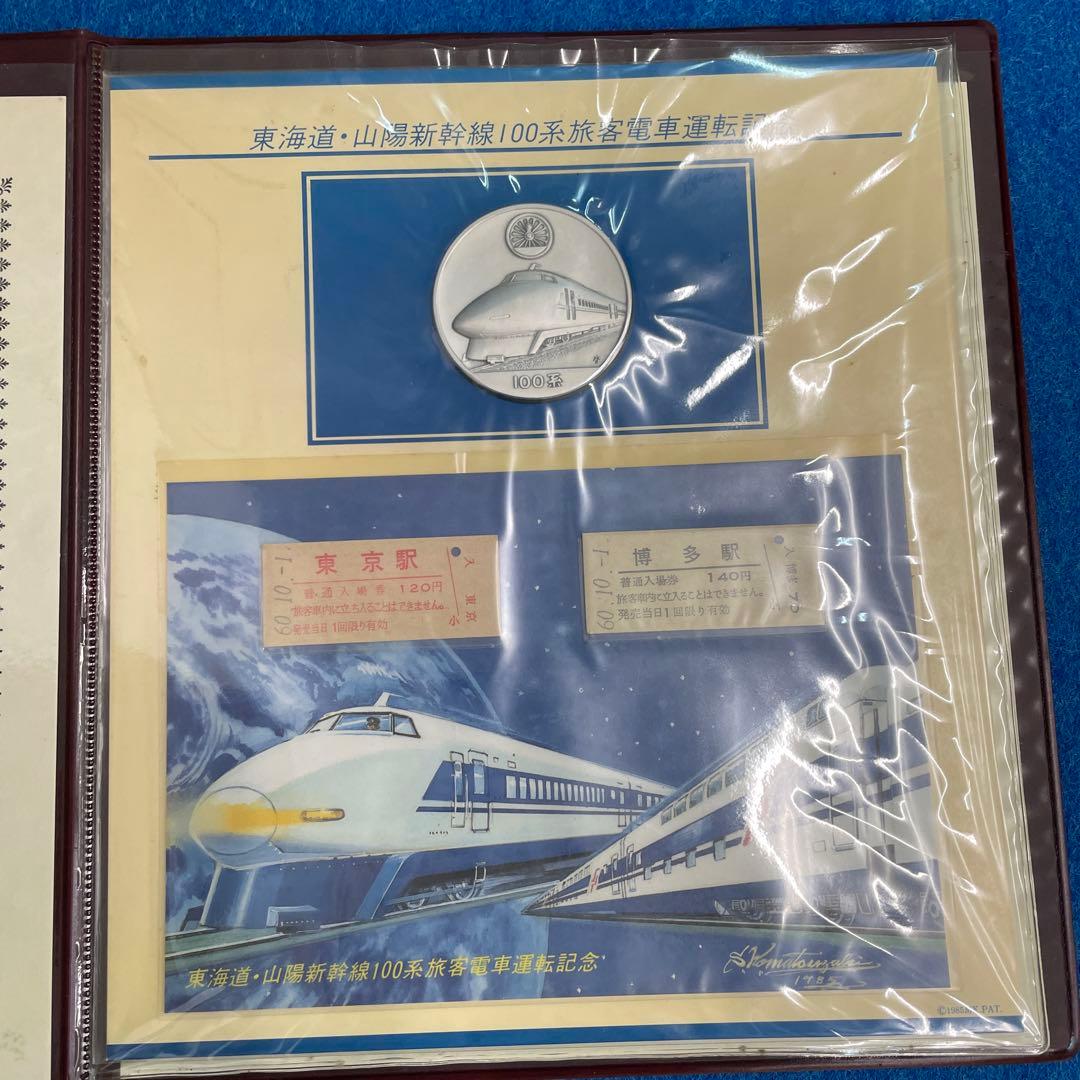 東海道・山陽新幹線100系旅客電車運転記念
100系
60.10.-1.
東京駅
普通入場券 120円
旅客車内に立ち入ることはできません。
発売当日1回限り有効
入
東京
小
60.10.-1.
博多駅
普通入場券 140円
旅客車内に立入ることはできません。
発売当日1回限り有効
東海道・山陽新幹線100系旅客電車運転記念
1985